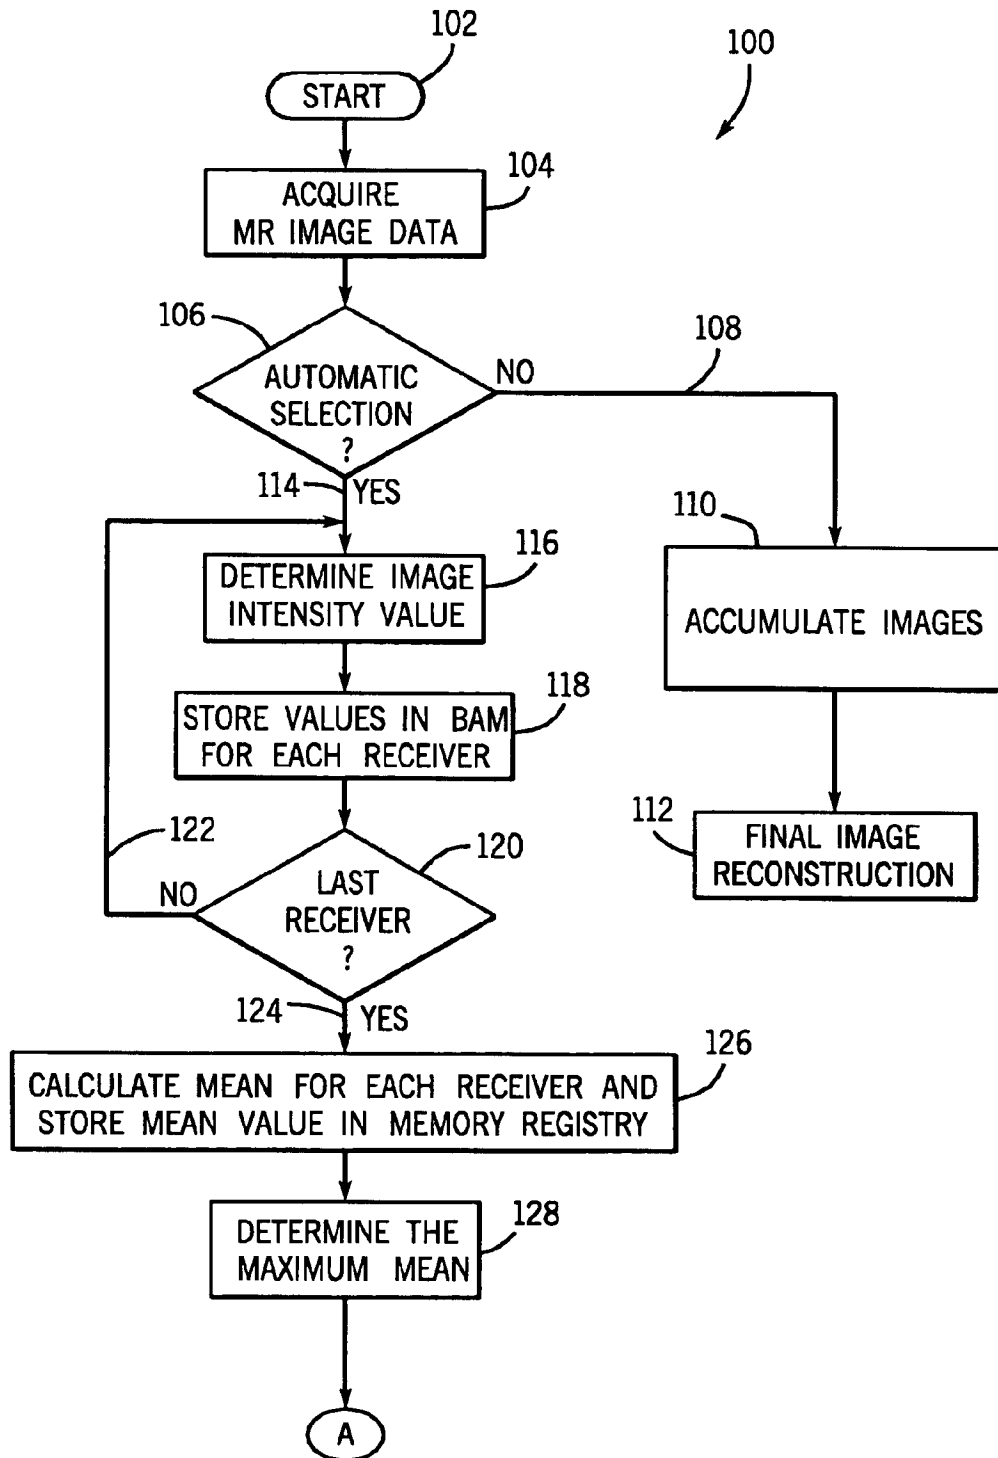 102
100
START
104
ACQUIRE
MR IMAGE DATA
106
108
NO
AUTOMATIC
SELECTION
?
114
YES
110
116
DETERMINE IMAGE
INTENSITY VALUE
ACCUMULATE IMAGES
118
STORE VALUES IN BAM
FOR EACH RECEIVER
122
120
112
FINAL IMAGE
RECONSTRUCTION
NO
LAST
RECEIVER
?
124
YES
126
CALCULATE MEAN FOR EACH RECEIVER AND
STORE MEAN VALUE IN MEMORY REGISTRY
128
DETERMINE THE
MAXIMUM MEAN
A